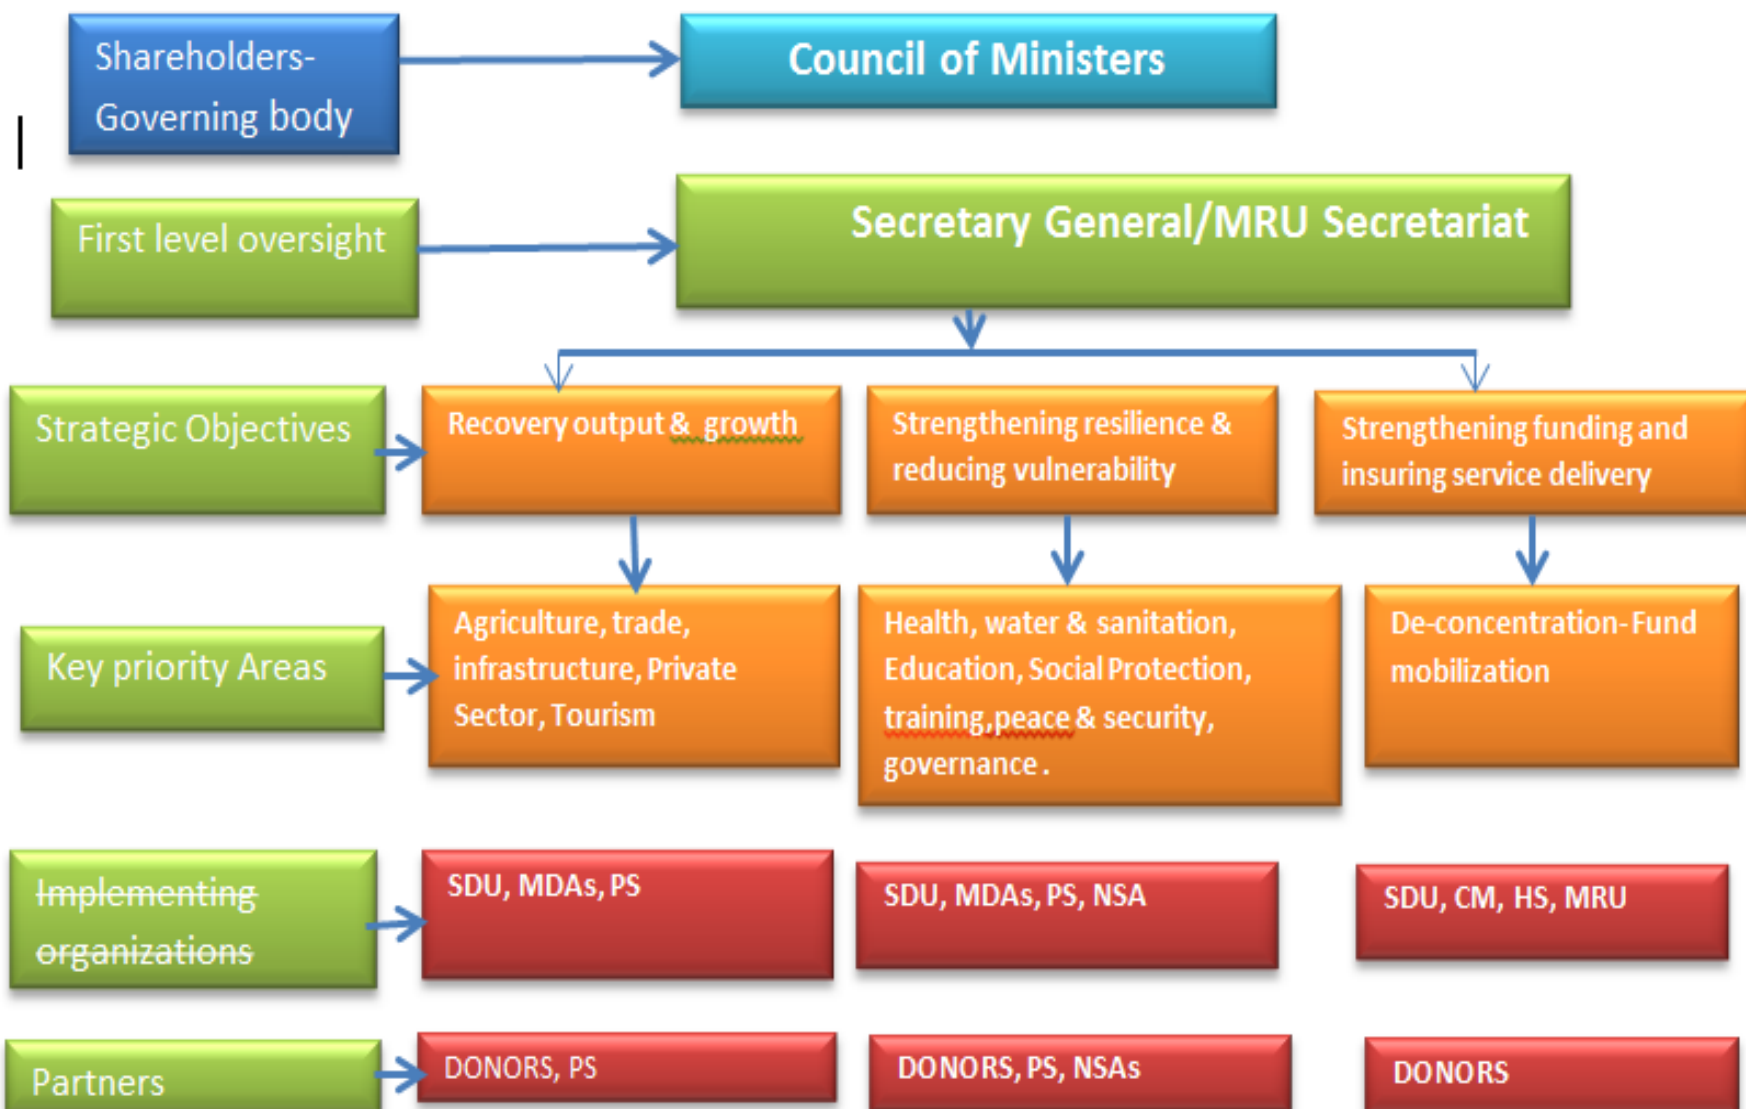 Shareholders-
Governing body
Council of Ministers
First level oversight
Secretary General/MRU Secretariat
Strategic Objectives
Recovery output & growth
Strengthening resilience &
reducing vulnerability
Strengthening funding and
insuring service delivery
Key priority Areas
Agriculture, trade,
infrastructure, Private
Sector, Tourism
Health, water & sanitation,
Education, Social Protection,
training,peace & security,
governance .
De-concentration- Fund
mobilization
Implementing
organizations
SDU, MDAs, PS
SDU, MDAs, PS, NSA
SDU, CM, HS, MRU
Partners
DONORS, PS
DONORS, PS, NSAs
DONORS